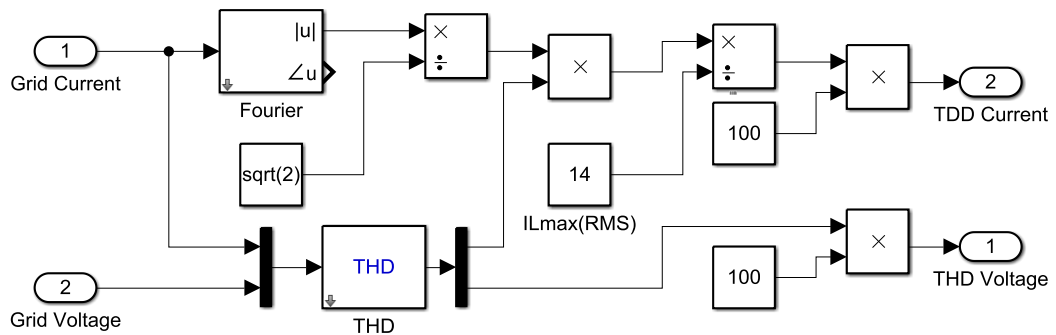 1
Grid Current
|u|
∠u
Fourier
×
÷
×
×
÷
×
2
TDD Current
100
sqrt(2)
14
ILmax(RMS)
THD
THD
2
Grid Voltage
100
×
1
THD Voltage